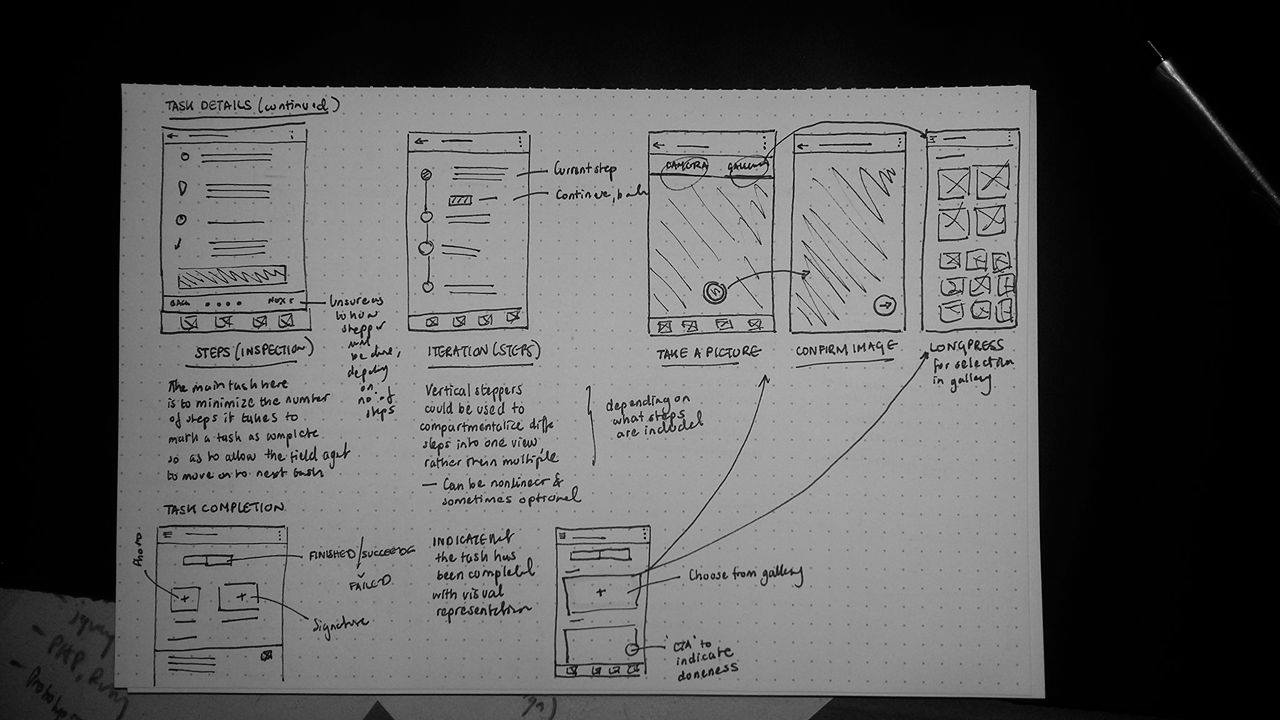 TASK DETAILS (continued)
BACK
NEXT
Unsure as
to how
stepper
will
be done,
depending
on
no. of
steps
STEPS (INSPECTION)
The main task here
is to minimize the number
of steps it takes to
mark a task as complete
so as to allow the field agent
to move on to next task
Current step
Continue, back
ITERATION (STEPS)
Vertical steppers
could be used to
compartmentalize diff
steps into one view
rather than multiple
— Can be nonlinear &
sometimes optional
depending on
what steps
are included
CAMERA
GALLERY
TAKE A PICTURE
CONFIRM IMAGE
LONGPRESS
for selection
in gallery
TASK COMPLETION
Photo
FINISHED/SUCCEEDED
FAILED
Signature
INDICATE that
the task has
been completed
with visual
representation
Choose from gallery
'CTA' to
indicate
doneness
- PHP, Ruby